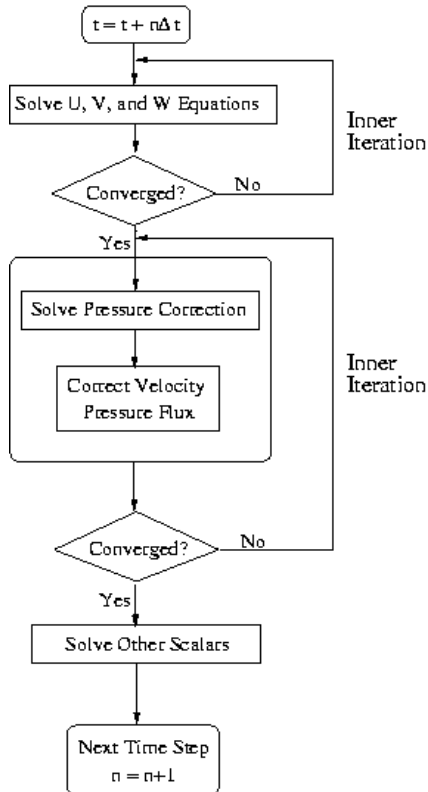 t = t + nΔt
Solve U, V, and W Equations
Inner
Iteration
Converged?
No
Yes
Solve Pressure Correction
Correct Velocity
Pressure Flux
Inner
Iteration
Converged?
No
Yes
Solve Other Scalars
Next Time Step
n = n+1